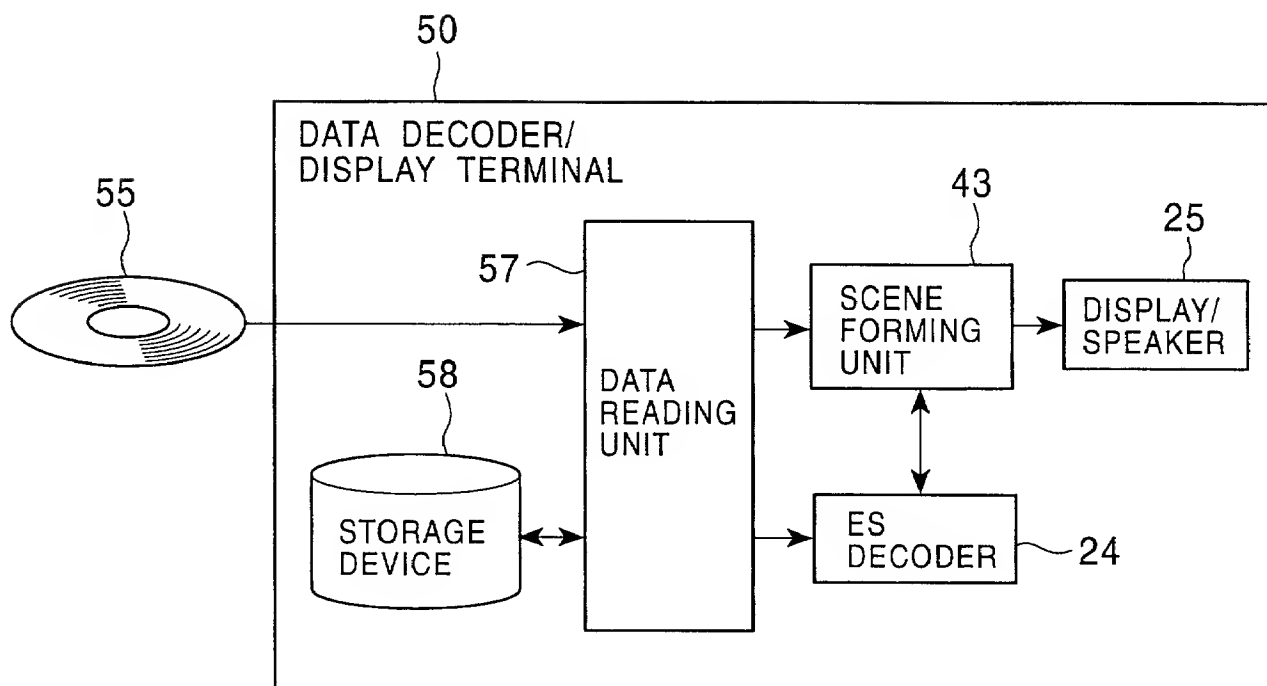 50
DATA DECODER/
DISPLAY TERMINAL
55
57
43
25
SCENE
FORMING
UNIT
DISPLAY/
SPEAKER
58
DATA
READING
UNIT
STORAGE
DEVICE
ES
DECODER
24